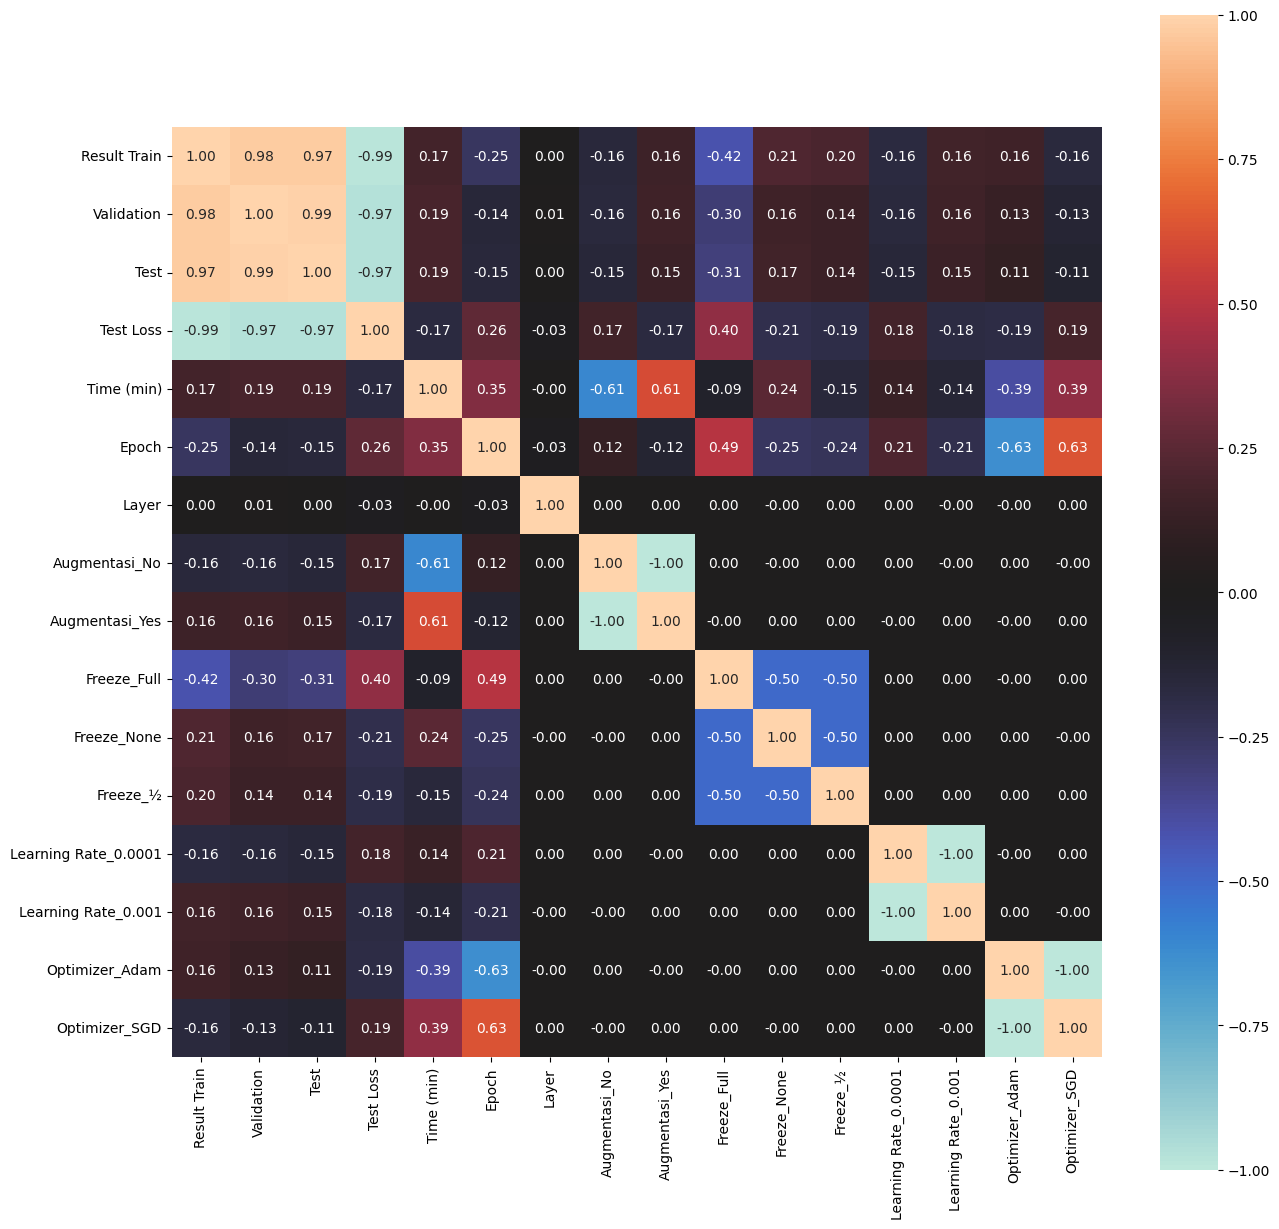 1.00
Result Train 1.00 0.98 0.97 -0.99 0.17 -0.25 0.00 -0.16 0.16 -0.42 0.21 0.20 -0.16 0.16 0.16 -0.16
0.75
Validation 0.98 1.00 0.99 -0.97 0.19 -0.14 0.01 -0.16 0.16 -0.30 0.16 0.14 -0.16 0.16 0.13 -0.13
Test 0.97 0.99 1.00 -0.97 0.19 -0.15 0.00 -0.15 0.15 -0.31 0.17 0.14 -0.15 0.15 0.11 -0.11
0.50
Test Loss -0.99 -0.97 -0.97 1.00 -0.17 0.26 -0.03 0.17 -0.17 0.40 -0.21 -0.19 0.18 -0.18 -0.19 0.19
Time (min) 0.17 0.19 0.19 -0.17 1.00 0.35 -0.00 -0.61 0.61 -0.09 0.24 -0.15 0.14 -0.14 -0.39 0.39
Epoch -0.25 -0.14 -0.15 0.26 0.35 1.00 -0.03 0.12 -0.12 0.49 -0.25 -0.24 0.21 -0.21 -0.63 0.63
0.25
Layer 0.00 0.01 0.00 -0.03 -0.00 -0.03 1.00 0.00 0.00 0.00 -0.00 0.00 0.00 -0.00 -0.00 0.00
Augmentasi_No -0.16 -0.16 -0.15 0.17 -0.61 0.12 0.00 1.00 -1.00 0.00 -0.00 0.00 0.00 -0.00 0.00 -0.00
0.00
Augmentasi_Yes 0.16 0.16 0.15 -0.17 0.61 -0.12 0.00 -1.00 1.00 -0.00 0.00 0.00 -0.00 0.00 -0.00 0.00
Freeze_Full -0.42 -0.30 -0.31 0.40 -0.09 0.49 0.00 0.00 -0.00 1.00 -0.50 -0.50 0.00 0.00 -0.00 0.00
Freeze_None 0.21 0.16 0.17 -0.21 0.24 -0.25 -0.00 -0.00 0.00 -0.50 1.00 -0.50 0.00 0.00 0.00 -0.00
−0.25
Freeze_½ 0.20 0.14 0.14 -0.19 -0.15 -0.24 0.00 0.00 0.00 -0.50 -0.50 1.00 0.00 0.00 0.00 0.00
Learning Rate_0.0001 -0.16 -0.16 -0.15 0.18 0.14 0.21 0.00 0.00 -0.00 0.00 0.00 0.00 1.00 -1.00 -0.00 0.00
−0.50
Learning Rate_0.001 0.16 0.16 0.15 -0.18 -0.14 -0.21 -0.00 -0.00 0.00 0.00 0.00 0.00 -1.00 1.00 0.00 -0.00
Optimizer_Adam 0.16 0.13 0.11 -0.19 -0.39 -0.63 -0.00 0.00 -0.00 -0.00 0.00 0.00 -0.00 0.00 1.00 -1.00
Optimizer_SGD -0.16 -0.13 -0.11 0.19 0.39 0.63 0.00 -0.00 0.00 0.00 -0.00 0.00 0.00 -0.00 -1.00 1.00
−0.75
−1.00
Result Train
Validation
Test
Test Loss
Time (min)
Epoch
Layer
Augmentasi_No
Augmentasi_Yes
Freeze_Full
Freeze_None
Freeze_½
Learning Rate_0.0001
Learning Rate_0.001
Optimizer_Adam
Optimizer_SGD